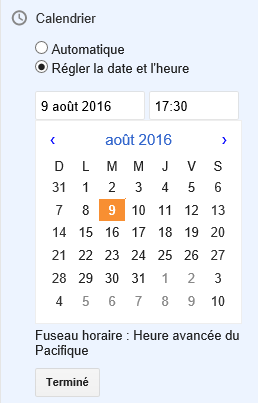 Calendrier
Automatique
Régler la date et l'heure
9 août 2016 17:30
‹ août 2016 ›
D L M M J V S
31 1 2 3 4 5 6
7 8 9 10 11 12 13
14 15 16 17 18 19 20
21 22 23 24 25 26 27
28 29 30 31 1 2 3
4 5 6 7 8 9 10
Fuseau horaire : Heure avancée du
Pacifique
Terminé